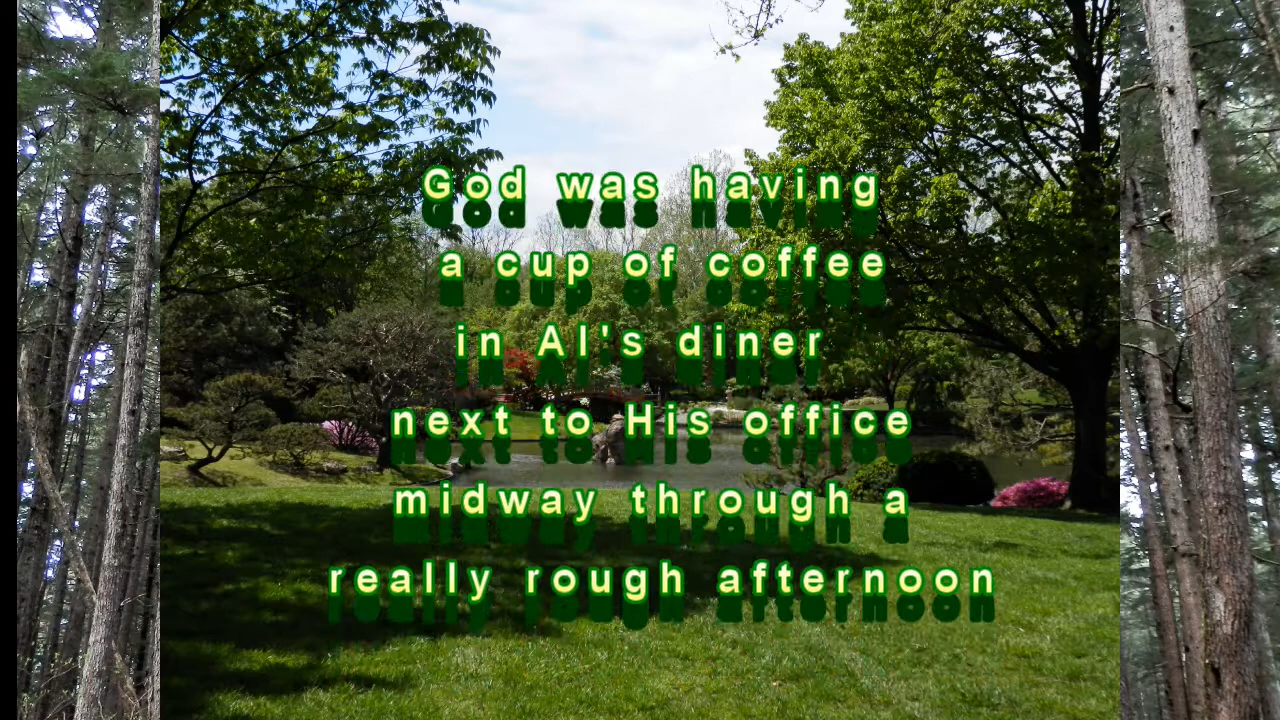 God was having
a cup of coffee
in Al's diner
next to His office
midway through a
really rough afternoon